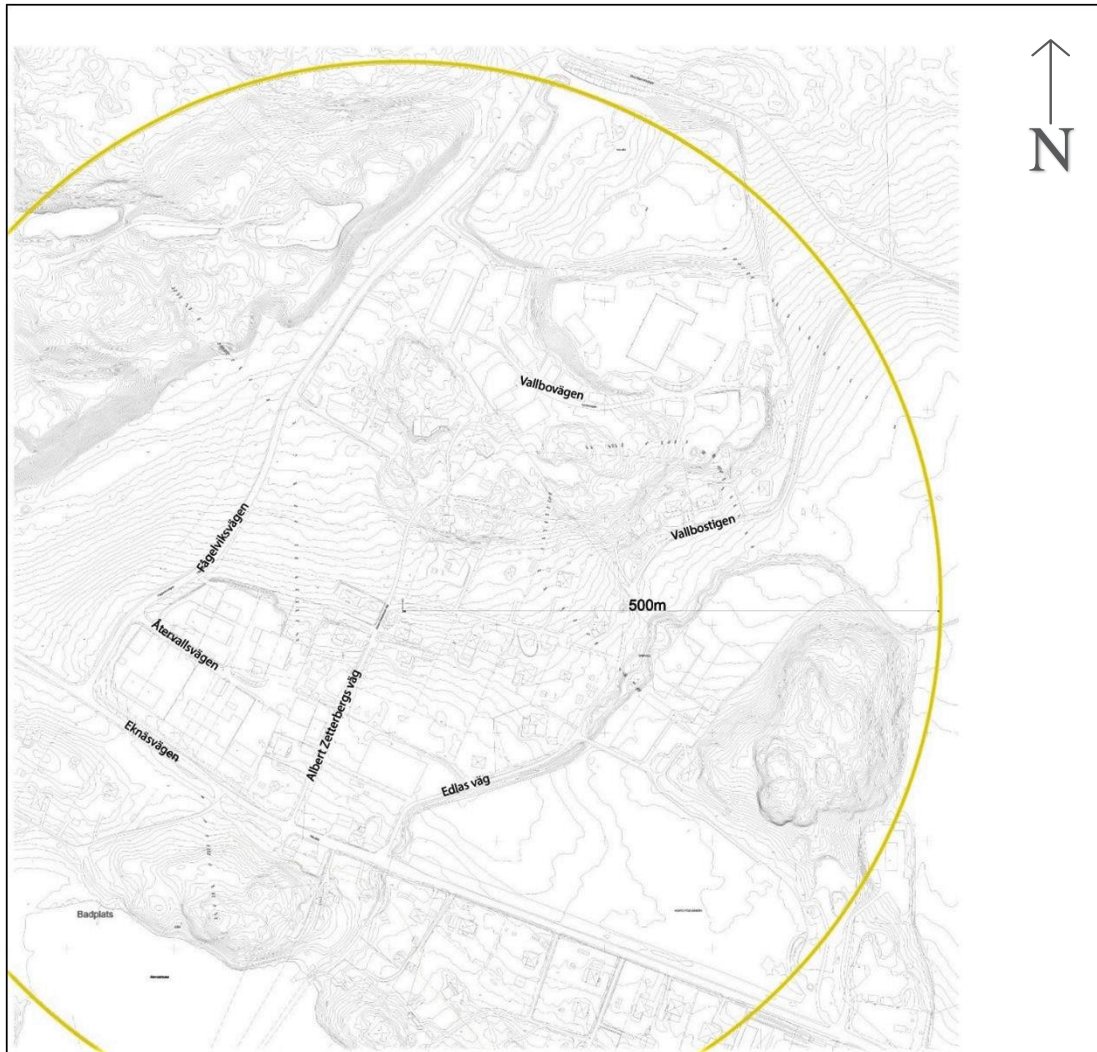 N
Vallbovägen
Vallbostigen
Fågelviksvägen
500m
Återvallsvägen
Albert Zetterbergs väg
Eknäsvägen
Edlas väg
Badplats